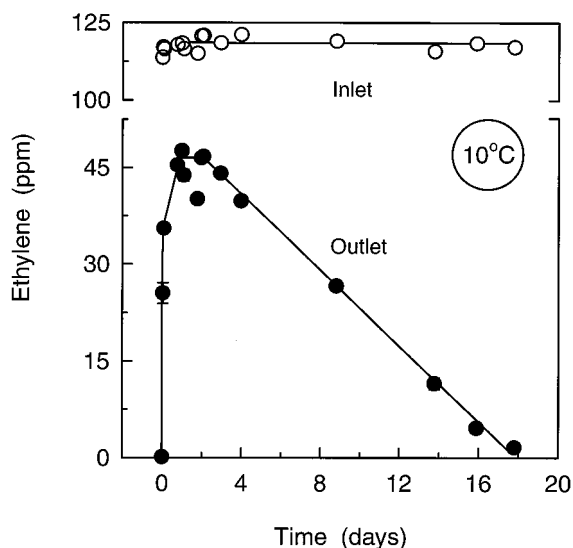 125
100
Inlet
10°C
45
30
15
0
Ethylene (ppm)
Outlet
0 4 8 12 16 20
Time (days)